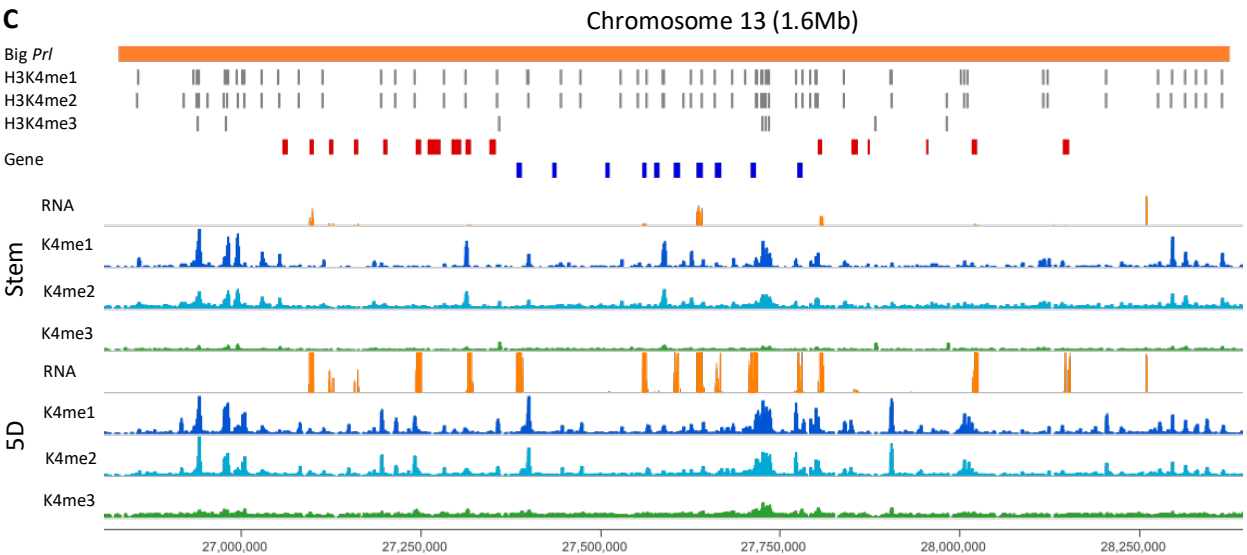 C
Chromosome 13 (1.6Mb)
Big Prl
H3K4me1
H3K4me2
H3K4me3
Gene
Stem
RNA
K4me1
K4me2
K4me3
5D
RNA
K4me1
K4me2
K4me3
27,000,000 27,250,000 27,500,000 27,750,000 28,000,000 28,250,000